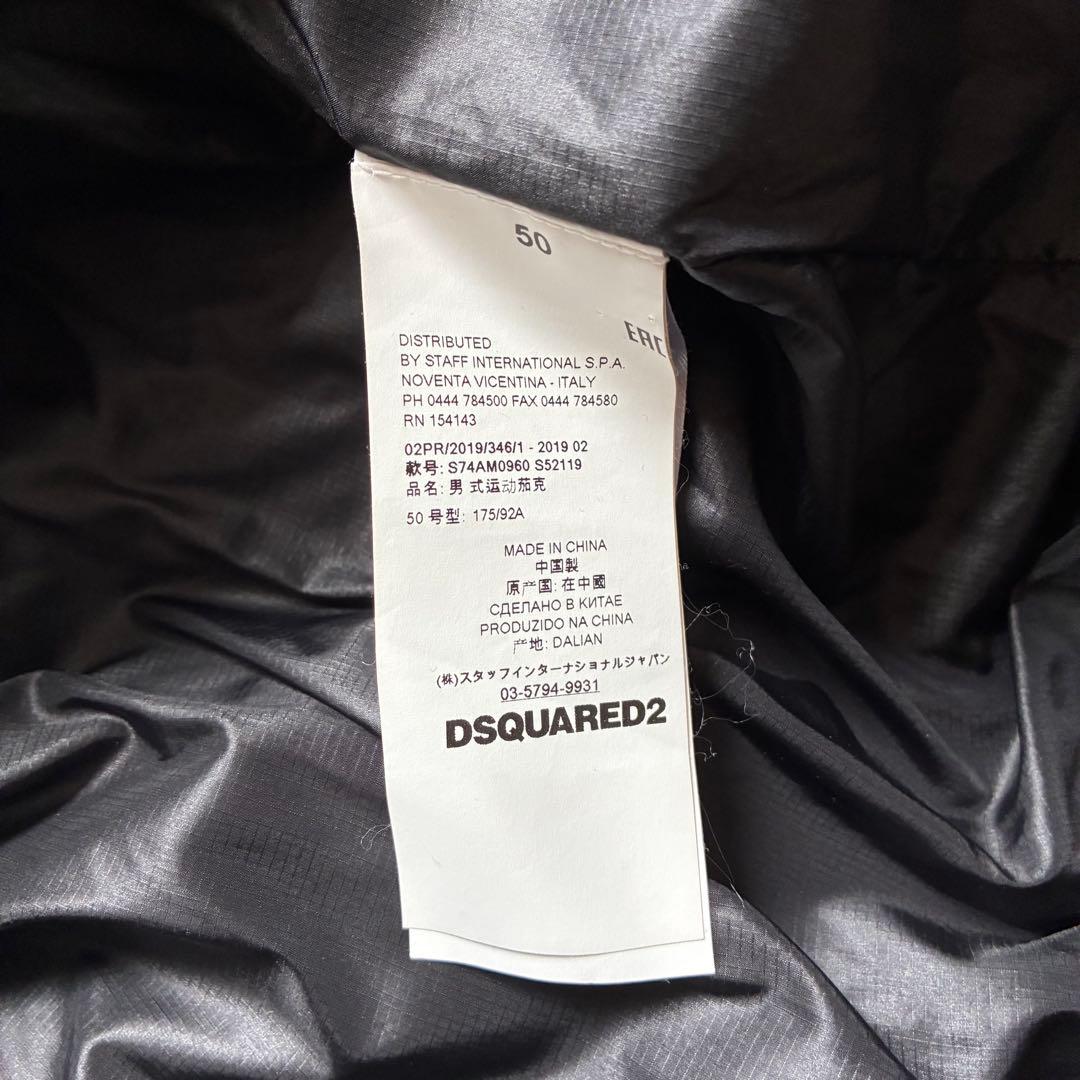 50
EAC
DISTRIBUTED
BY STAFF INTERNATIONAL S.P.A.
NOVENTA VICENTINA - ITALY
PH 0444 784500 FAX 0444 784580
RN 154143
02PR/2019/346/1 - 2019 02
款号: S74AM0960 S52119
品名: 男 式运动茄克
50 号型: 175/92A
MADE IN CHINA
中国製
原产国: 在中國
СДЕЛАНО В КИТАЕ
PRODUZIDO NA CHINA
产地: DALIAN
(株)スタッフインターナショナルジャパン
03-5794-9931
DSQUARED2